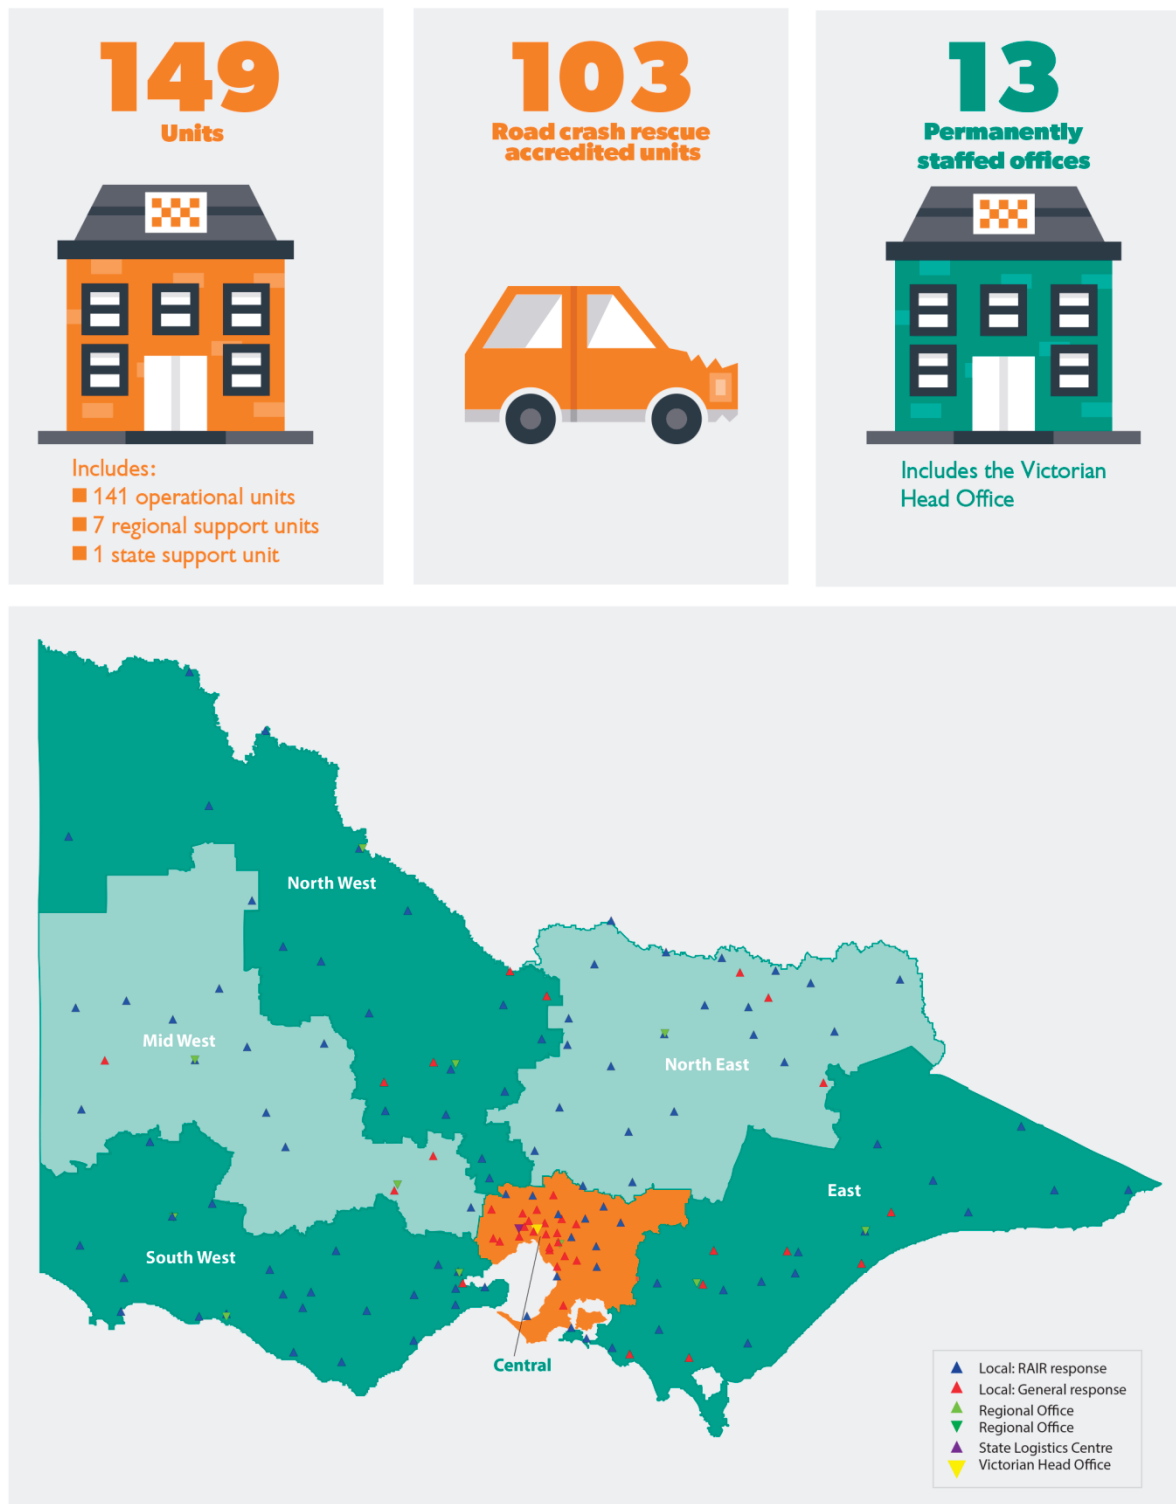 149
Units
Includes:
141 operational units
7 regional support units
1 state support unit
103
Road crash rescue
accredited units
13
Permanently
staffed offices
Includes the Victorian
Head Office
North West
Mid West
North East
East
South West
Central
Local: RAIR response
Local: General response
Regional Office
Regional Office
State Logistics Centre
Victorian Head Office